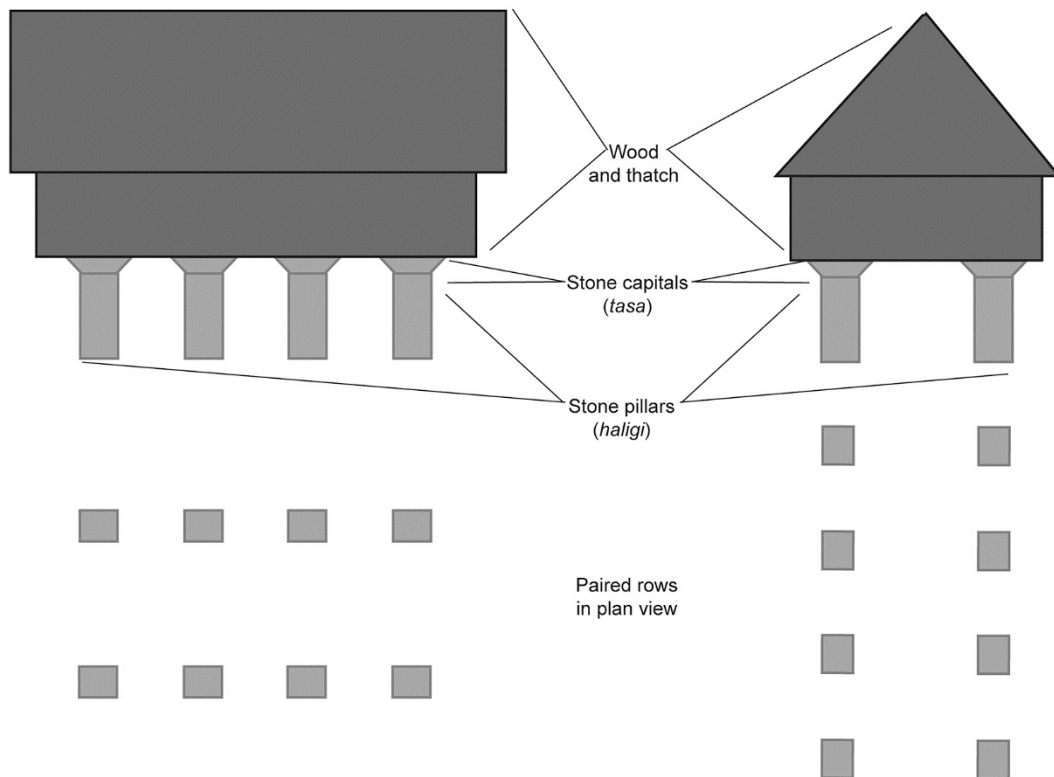 Wood
and thatch
Stone capitals
(tasa)
Stone pillars
(haligi)
Paired rows
in plan view